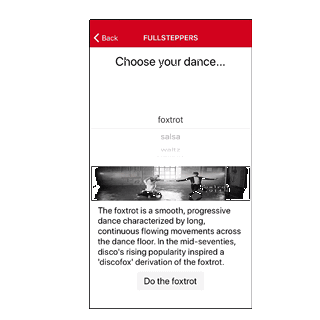 Back
FULLSTEPPERS
Choose your dance...
foxtrot
salsa
waltz
The foxtrot is a smooth, progressive
dance characterized by long,
continuous flowing movements across
the dance floor. In the mid-seventies,
disco's rising popularity inspired a
'discofox' derivation of the foxtrot.
Do the foxtrot